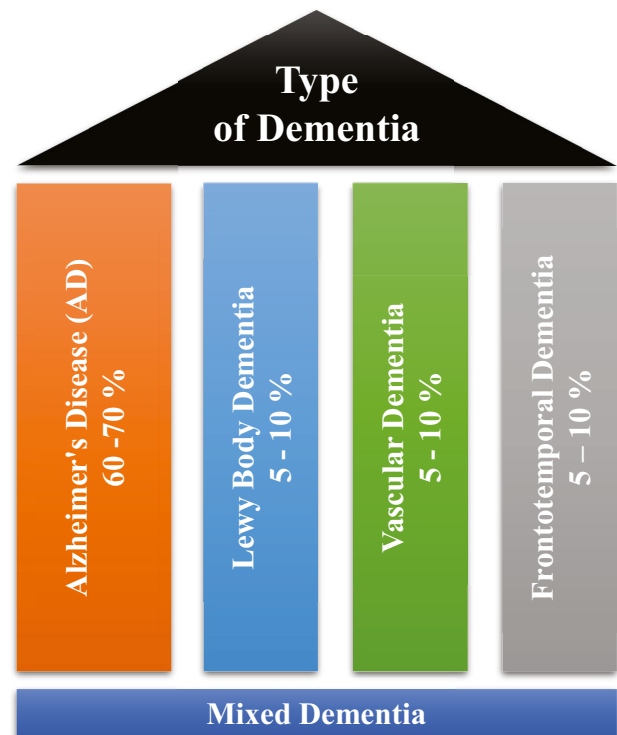 Type
of Dementia
Alzheimer's Disease (AD)
60 -70 %
Lewy Body Dementia
5 - 10 %
Vascular Dementia
5 - 10 %
Frontotemporal Dementia
5 – 10 %
Mixed Dementia